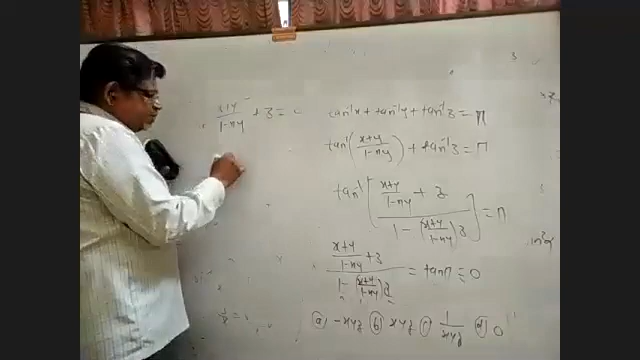 tan⁻¹x + tan⁻¹y + tan⁻¹z = π
tan⁻¹((x+y)/(1-xy)) + tan⁻¹z = π
tan⁻¹[((x+y)/(1-xy) + z)/(1 - ((x+y)/(1-xy))z)] = π
((x+y)/(1-xy) + z)/(1 - ((x+y)/(1-xy))z) = tanπ = 0
(a) -xyz (b) xyz (c) 1/(xyz) (d) 0
(x+y)/(1-xy) + z = 0